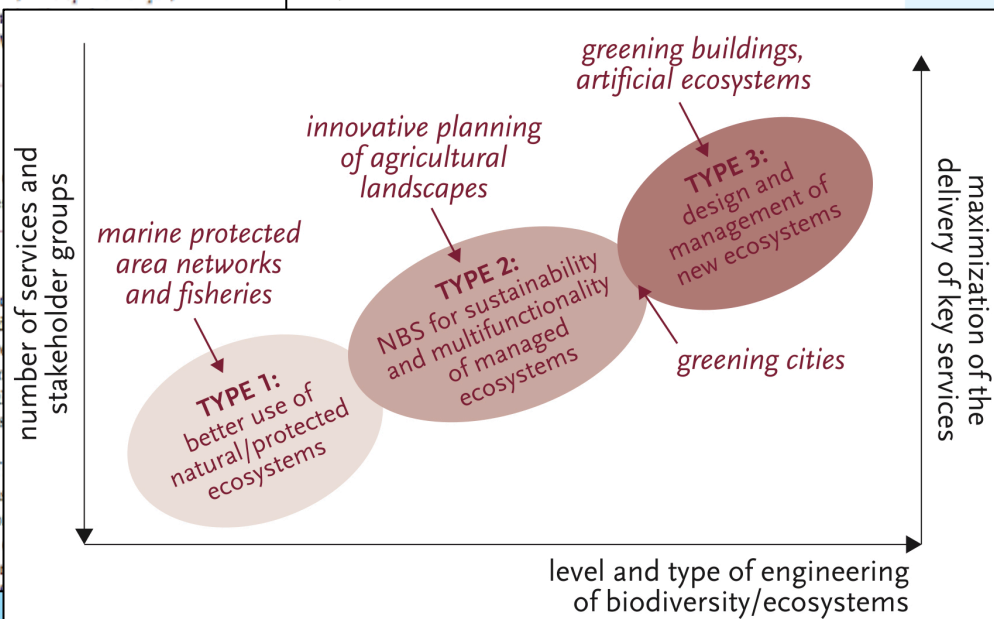 greening buildings,
artificial ecosystems
innovative planning
of agricultural
landscapes
marine protected
area networks
and fisheries
number of services and
stakeholder groups
TYPE 1:
better use of
natural/protected
ecosystems
TYPE 2:
NBS for sustainability
and multifunctionality
of managed
ecosystems
TYPE 3:
design and
management of
new ecosystems
greening cities
maximization of the
delivery of key services
level and type of engineering
of biodiversity/ecosystems